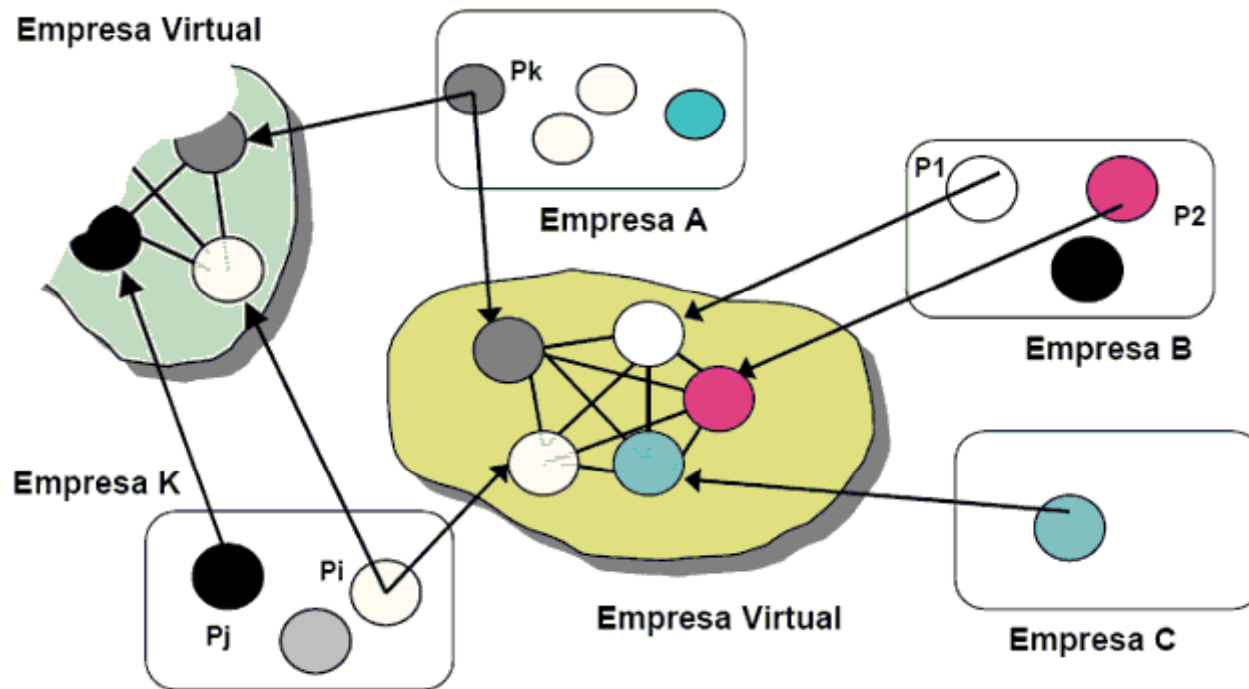 Empresa Virtual
Pk
Empresa A
P1
P2
Empresa B
Empresa K
Pi
Pj
Empresa Virtual
Empresa C